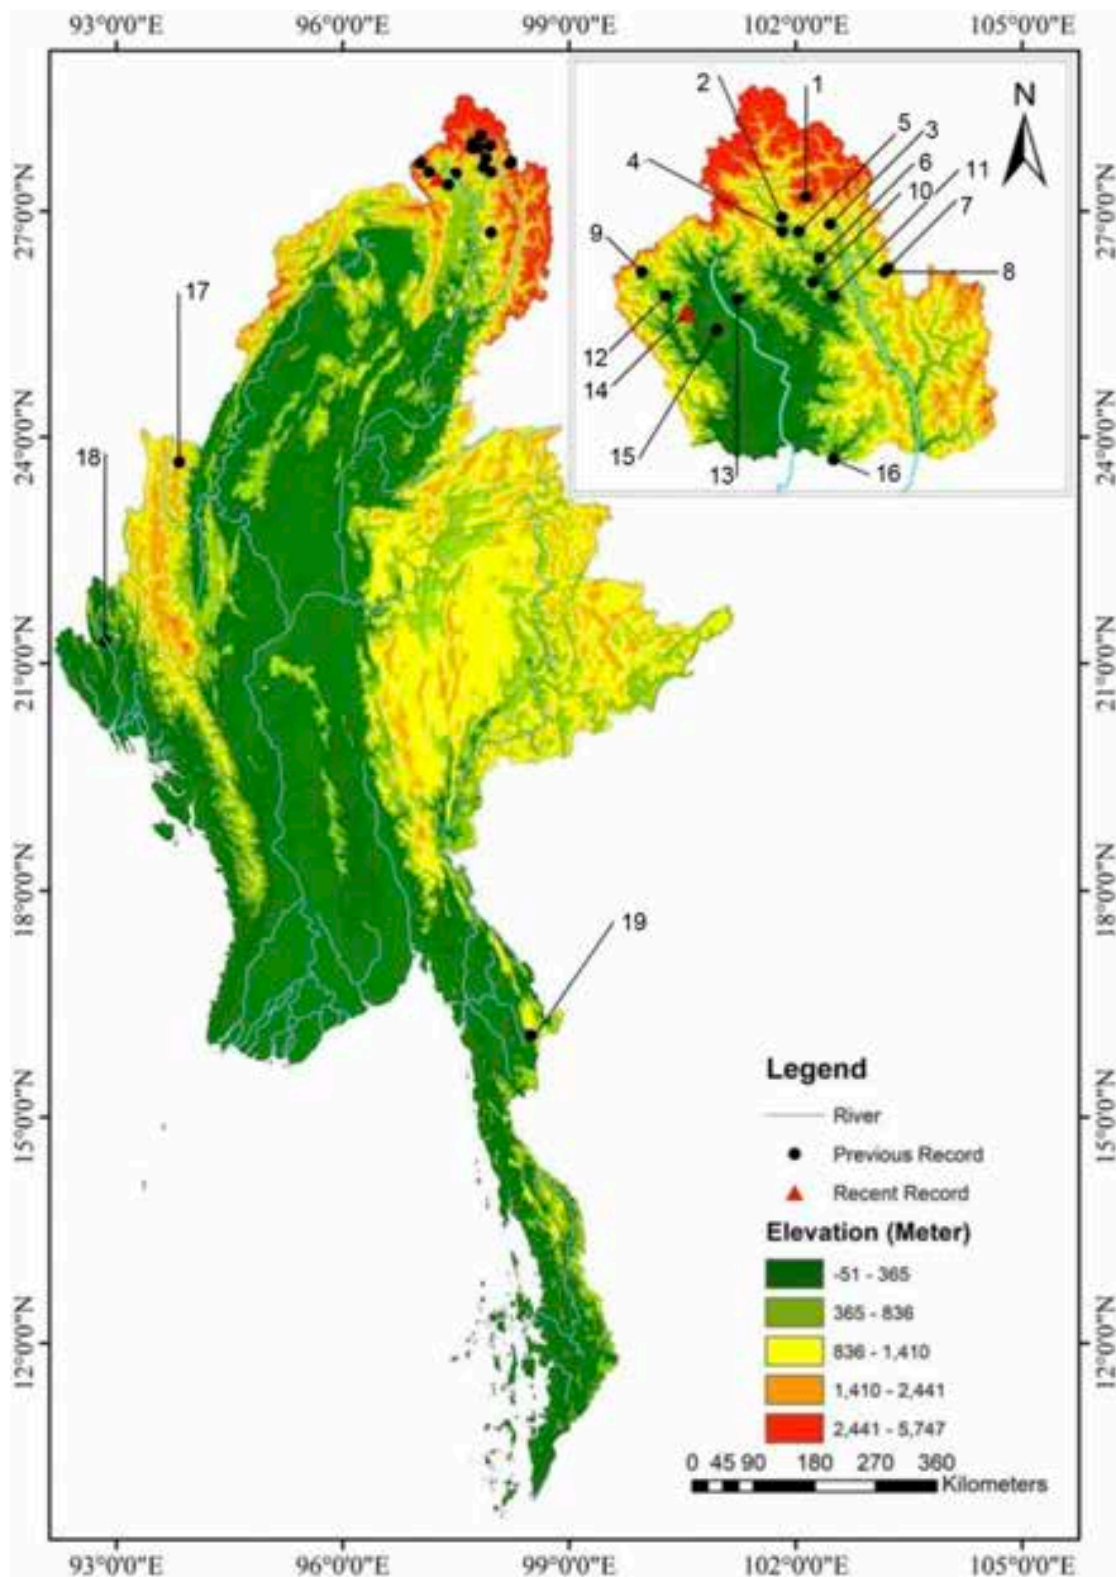 93°0'0"E 96°0'0"E 99°0'0"E 102°0'0"E 105°0'0"E
N
2 1
5 3
4 6
10 11
7
9
8
12
14
15
13 16
17
18
19
27°0'0"N 27°0'0"N
24°0'0"N 24°0'0"N
21°0'0"N 21°0'0"N
18°0'0"N 18°0'0"N
15°0'0"N 15°0'0"N
12°0'0"N 12°0'0"N
Legend
River
Previous Record
Recent Record
Elevation (Meter)
-51 - 365
365 - 836
836 - 1,410
1,410 - 2,441
2,441 - 5,747
0 45 90 180 270 360
Kilometers
93°0'0"E 96°0'0"E 99°0'0"E 102°0'0"E 105°0'0"E